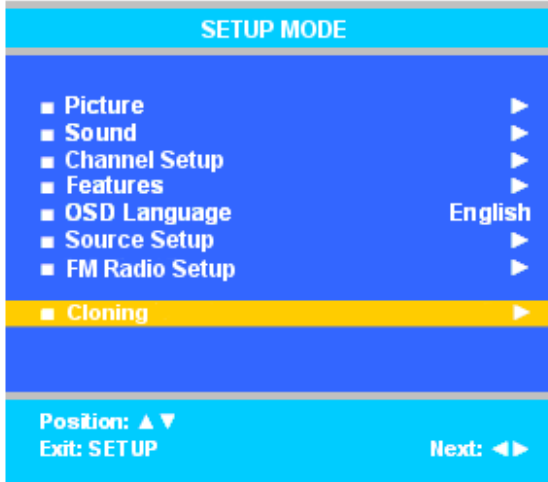 SETUP MODE
■ Picture ▶
■ Sound ▶
■ Channel Setup ▶
■ Features ▶
■ OSD Language English
■ Source Setup ▶
■ FM Radio Setup ▶
■ Cloning ▶
Position: ▲▼
Exit: SETUP Next: ◀▶